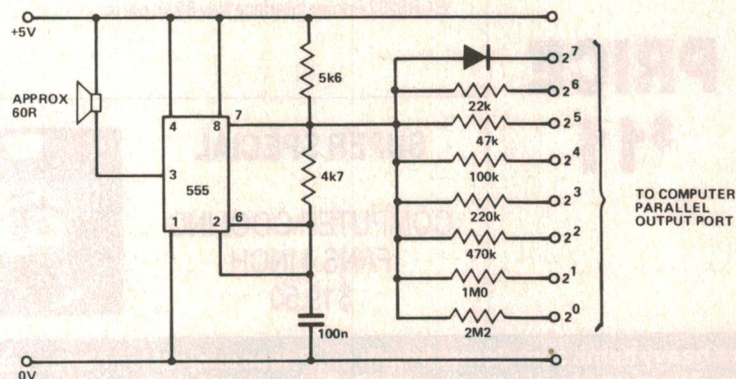 +5V
5k6
2⁷
APPROX
60R
22k
2⁶
4
8
7
47k
2⁵
100k
2⁴
3
555
4k7
220k
2³
TO COMPUTER
PARALLEL
OUTPUT PORT
1
2
6
470k
2²
1M0
2¹
100n
2M2
2⁰
0V